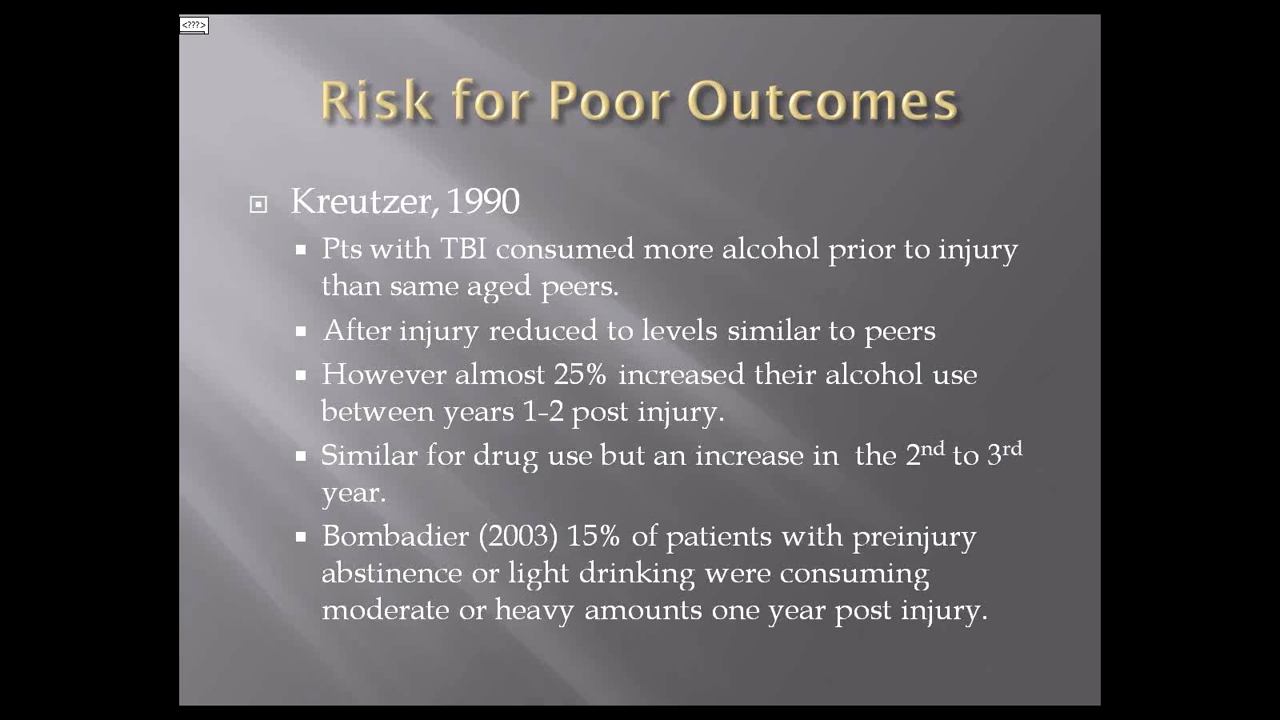 <???>
Risk for Poor Outcomes
Kreutzer, 1990
Pts with TBI consumed more alcohol prior to injury
than same aged peers.
After injury reduced to levels similar to peers
However almost 25% increased their alcohol use
between years 1-2 post injury.
Similar for drug use but an increase in  the 2nd to 3rd
year.
Bombadier (2003) 15% of patients with preinjury
abstinence or light drinking were consuming
moderate or heavy amounts one year post injury.